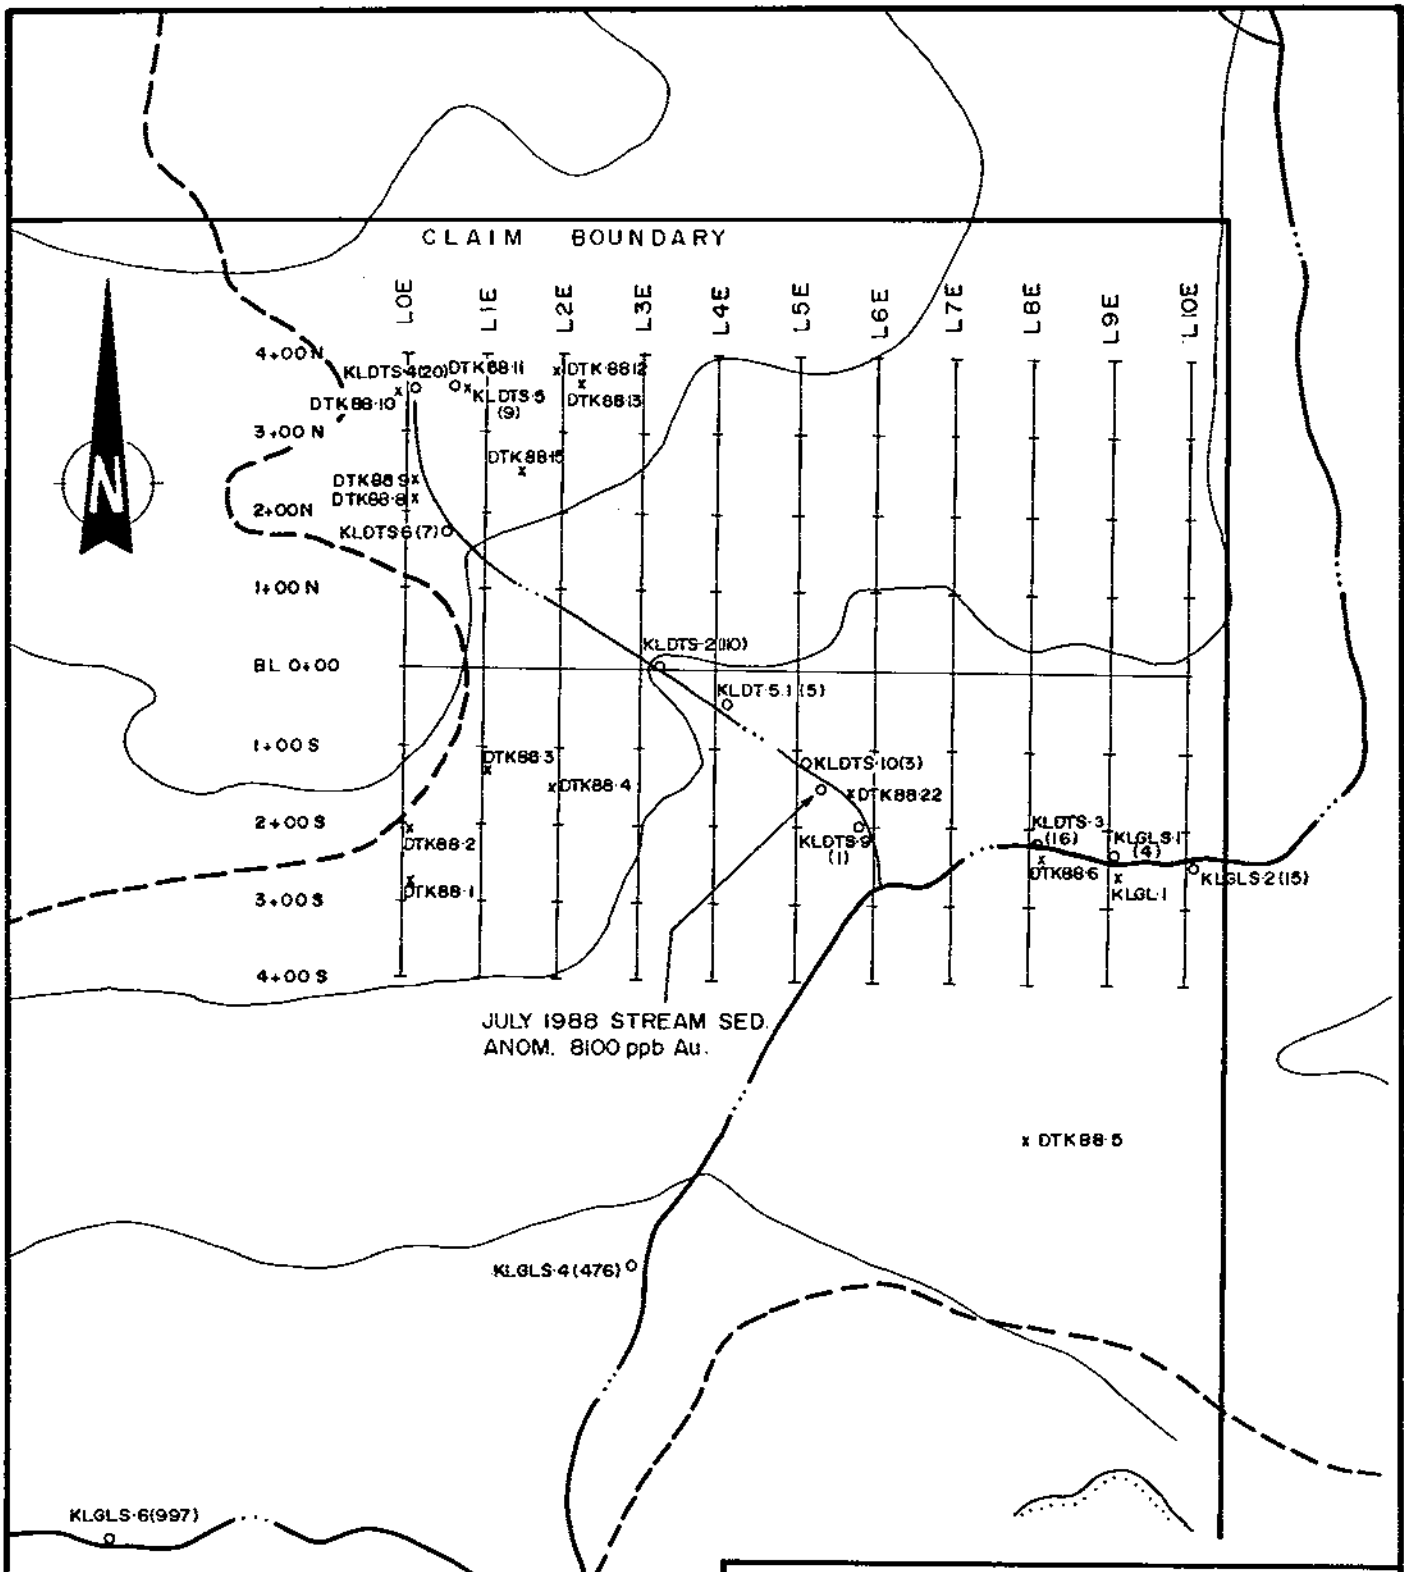 CLAIM BOUNDARY
L0E
L1E
L2E
L3E
L4E
L5E
L6E
L7E
L8E
L9E
L10E
4+00N
KLDTS·4(20)
DTK88·11
DTK·8812
DTK88·10
KLDTS·5
(9)
DTK88·13
3+00N
DTK88·15
DTK88·9
DTK88·8
2+00N
KLDTS6(7)
N
1+00N
KLDTS·2(110)
BL 0+00
KLDT·5.1(5)
1+00S
DTK88·3
KLDTS·10(3)
DTK88·4
DTK88·22
2+00S
DTK88·2
KLDTS·9
(1)
KLDTS·3
(16)
KLGLS·1
(4)
DTK88·6
KLGLS·2(15)
DTK88·1
KLGL·1
3+00S
4+00S
JULY 1988 STREAM SED.
ANOM. 8100 ppb Au.
DTK88·5
KLGLS·4(476)
KLGLS·6(997)